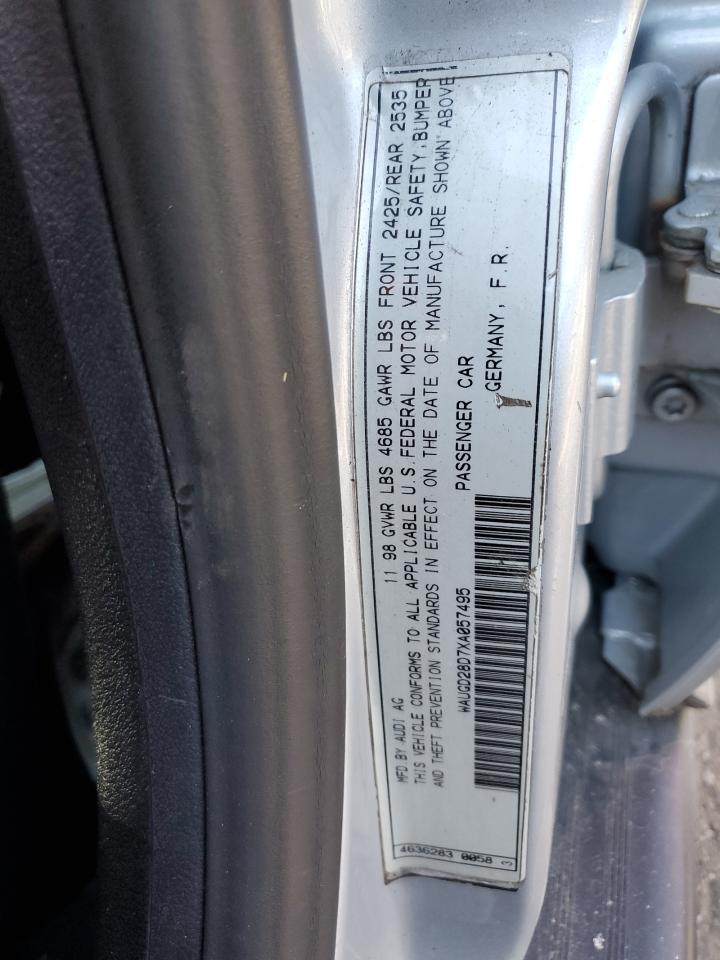 MFD BY AUDI AG 11 98 GVWR LBS 4685 GAWR LBS FRONT 2425/REAR 2535
THIS VEHICLE CONFORMS TO ALL APPLICABLE U.S.FEDERAL MOTOR VEHICLE SAFETY,BUMPER
AND THEFT PREVENTION STANDARDS IN EFFECT ON THE DATE OF MANUFACTURE SHOWN ABOVE
WAUGD28D7XA057495 PASSENGER CAR
GERMANY, F.R.
4636283 0058 3